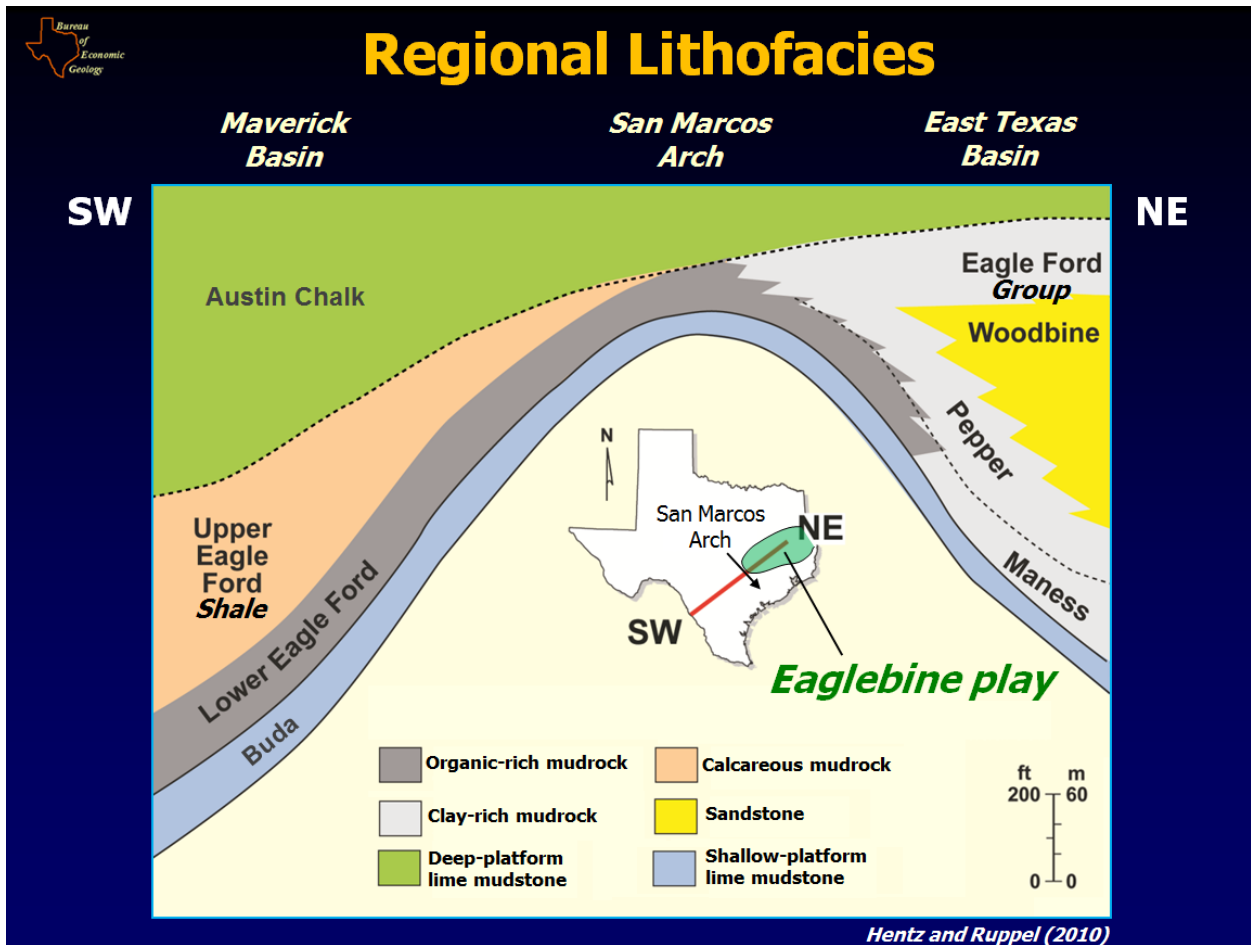 Bureau
of
Economic
Geology
Regional Lithofacies
Maverick
Basin
San Marcos
Arch
East Texas
Basin
SW
NE
Austin Chalk
Eagle Ford
Group
Woodbine
Pepper
Maness
Upper
Eagle
Ford
Shale
Lower Eagle Ford
Buda
N
San Marcos
Arch
NE
SW
Eaglebine play
Organic-rich mudrock
Calcareous mudrock
Clay-rich mudrock
Sandstone
Deep-platform
lime mudstone
Shallow-platform
lime mudstone
ft m
200 60
0 0
Hentz and Ruppel (2010)